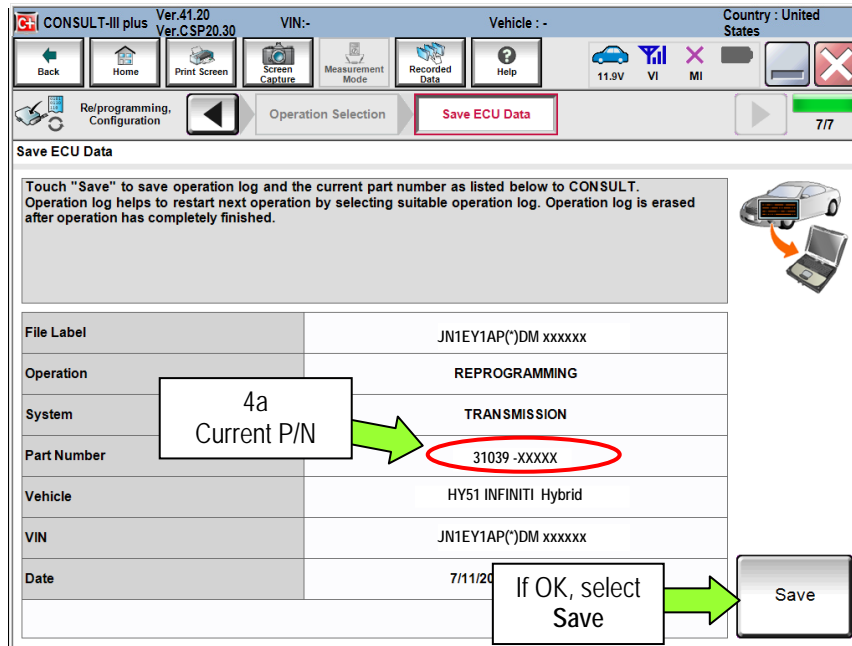 CONSULT-III plus Ver.41.20 VIN:- Vehicle : - Country : United
Ver.CSP20.30 States
Back Home Print Screen Screen Capture Measurement Mode Recorded Data Help 11.9V VI MI
Re/programming, Configuration Operation Selection Save ECU Data 7/7
Save ECU Data
Touch "Save" to save operation log and the current part number as listed below to CONSULT.
Operation log helps to restart next operation by selecting suitable operation log. Operation log is erased
after operation has completely finished.
File Label JN1EY1AP(*)DM xxxxxx
Operation REPROGRAMMING
4a
Current P/N
System TRANSMISSION
Part Number 31039 -XXXXX
Vehicle HY51 INFINITI Hybrid
VIN JN1EY1AP(*)DM xxxxxx
Date 7/11/20
If OK, select
Save
Save